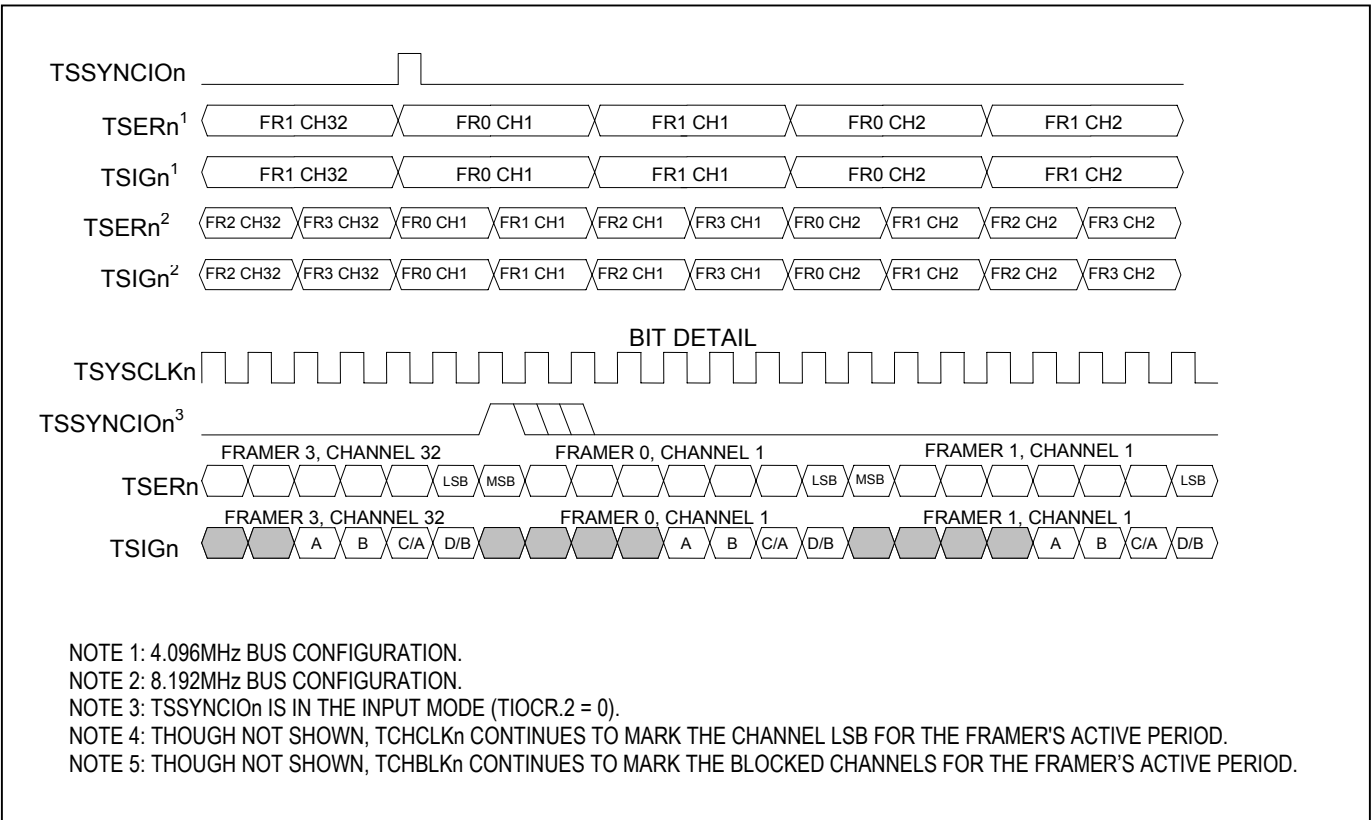 TSSYNCIOn
TSERn1 FR1 CH32 FR0 CH1 FR1 CH1 FR0 CH2 FR1 CH2
TSIGn1 FR1 CH32 FR0 CH1 FR1 CH1 FR0 CH2 FR1 CH2
TSERn2 FR2 CH32 FR3 CH32 FR0 CH1 FR1 CH1 FR2 CH1 FR3 CH1 FR0 CH2 FR1 CH2 FR2 CH2 FR3 CH2
TSIGn2 FR2 CH32 FR3 CH32 FR0 CH1 FR1 CH1 FR2 CH1 FR3 CH1 FR0 CH2 FR1 CH2 FR2 CH2 FR3 CH2
BIT DETAIL
TSYSCLKn
TSSYNCIOn3
FRAMER 3, CHANNEL 32 FRAMER 0, CHANNEL 1 FRAMER 1, CHANNEL 1
TSERn LSB MSB LSB MSB LSB
FRAMER 3, CHANNEL 32 FRAMER 0, CHANNEL 1 FRAMER 1, CHANNEL 1
TSIGn A B C/A D/B A B C/A D/B A B C/A D/B
NOTE 1: 4.096MHz BUS CONFIGURATION.
NOTE 2: 8.192MHz BUS CONFIGURATION.
NOTE 3: TSSYNCIOn IS IN THE INPUT MODE (TIOCR.2 = 0).
NOTE 4: THOUGH NOT SHOWN, TCHCLKn CONTINUES TO MARK THE CHANNEL LSB FOR THE FRAMER'S ACTIVE PERIOD.
NOTE 5: THOUGH NOT SHOWN, TCHBLKn CONTINUES TO MARK THE BLOCKED CHANNELS FOR THE FRAMER’S ACTIVE PERIOD.